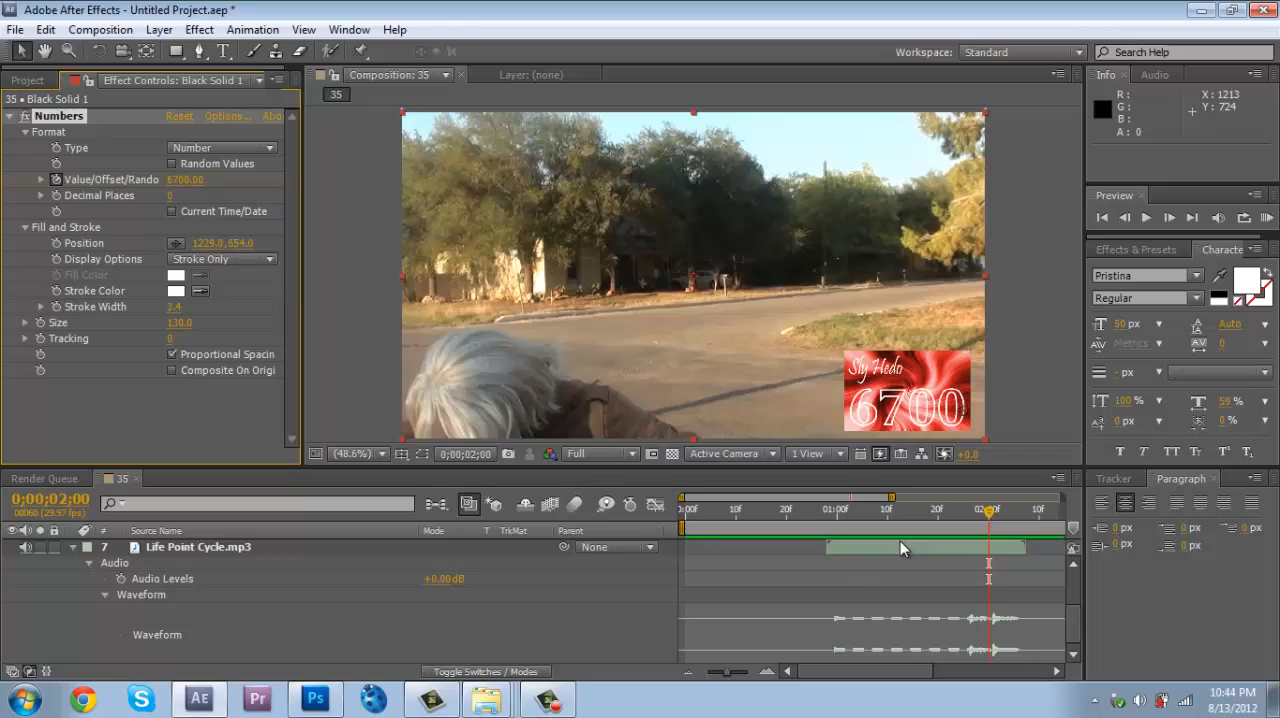 Adobe After Effects - Untitled Project.aep *
File Edit Composition Layer Effect Animation View Window Help
Workspace: Standard Search Help
Project Effect Controls: Black Solid 1 Composition: 35 Layer: (none) Info Audio
35 • Black Solid 1
35
R : X : 1213
G : Y : 724
B :
A : 0
fx Numbers Reset Options... Abo
Format
Type Number
Random Values
Value/Offset/Rando 6700.00
Decimal Places 0
Current Time/Date
Fill and Stroke
Position 1229.0,654.0
Display Options Stroke Only
Fill Color
Stroke Color
Stroke Width 3.4
Size 130.0
Tracking 0
Proportional Spacin
Composite On Origi
Preview
Effects & Presets Characte
Pristina
Regular
50 px Auto
Metrics 0
- px
100 % 59 %
0 px 0 %
T T TT Tr T' T,
Sly Hedo
6700
(48.6%) 0;00;02;00 Full Active Camera 1 View +0.0
Render Queue 35 Tracker Paragraph
0;00;02;00
00060 (29.97 fps)
0:00F 10f 20f 01:00f 10f 20f 02:00f 10f
# Source Name Mode T TrkMat Parent
7 Life Point Cycle.mp3 None
Audio
Audio Levels +0.00dB
Waveform
Waveform
0 px 0 px 0 px
0 px 0 px
Toggle Switches / Modes
Ae Pr Ps
10:44 PM
8/13/2012